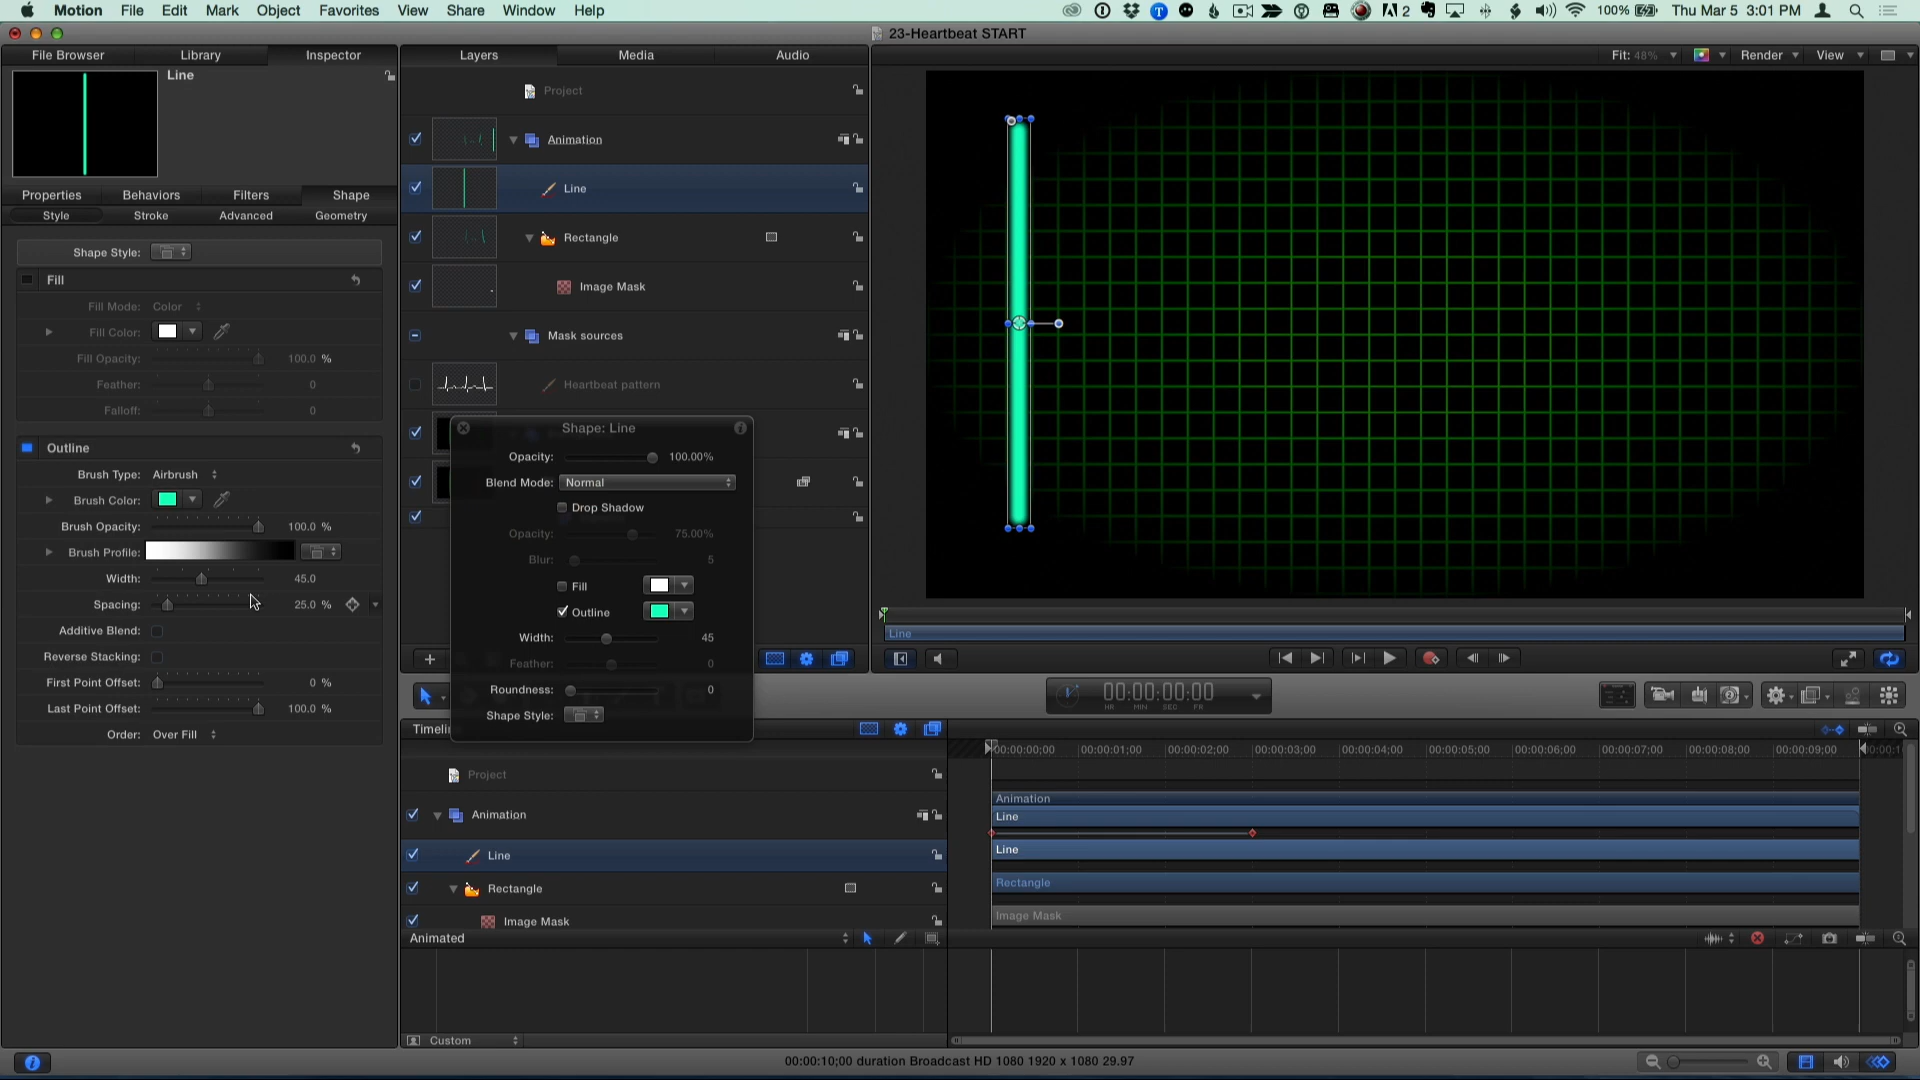 Motion File Edit Mark Object Favorites View Share Window Help 2 100% Thu Mar 5 3:01 PM
23-Heartbeat START
File Browser Library Inspector Layers Media Audio Fit: 48% Render View
Line
Project
Animation
Line
Properties Behaviors Filters Shape
Style Stroke Advanced Geometry
Rectangle
Shape Style:
Fill
Image Mask
Fill Mode: Color
Fill Color:
Mask sources
Fill Opacity: 100.0 %
Feather: 0
Heartbeat pattern
Falloff: 0
Shape: Line
Outline
Opacity: 100.00%
Brush Type: Airbrush
Blend Mode: Normal
Brush Color:
Drop Shadow
Brush Opacity: 100.0 %
Opacity: 75.00%
Brush Profile:
Blur: 5
Width: 45.0
Fill
Spacing: 25.0 %
Outline
Additive Blend:
Width: 45
Line
Reverse Stacking:
Feather: 0
First Point Offset: 0 %
Roundness: 0
00:00:00;00
HR MIN SEC FR
Last Point Offset: 100.0 %
Shape Style:
Order: Over Fill
Timelin
00:00:00;00 00:00:01;00 00:00:02;00 00:00:03;00 00:00:04;00 00:00:05;00 00:00:06;00 00:00:07;00 00:00:08;00 00:00:09;00
Project
Animation
Animation
Line
Line
Line
Rectangle
Rectangle
Image Mask
Image Mask
Animated
Custom
00:00:10;00 duration Broadcast HD 1080 1920 x 1080 29.97